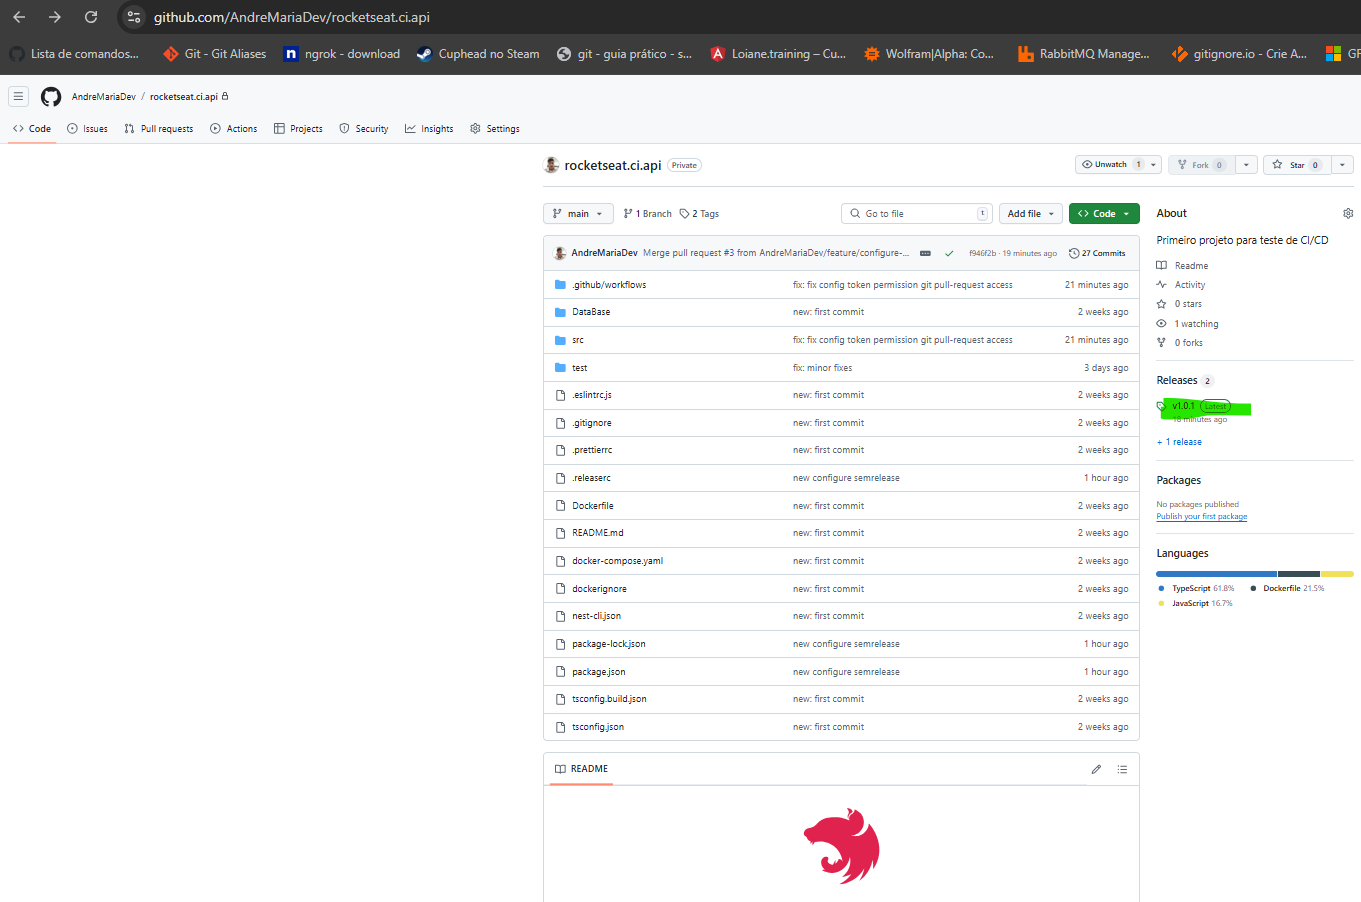 github.com/AndreMariaDev/rocketseat.ci.api
Lista de comandos... Git - Git Aliases ngrok - download Cuphead no Steam git - guia prático - s... Loiane.training – Cu... Wolfram|Alpha: Co... RabbitMQ Manage... gitignore.io - Crie A... GF
AndreMariaDev / rocketseat.ci.api
Code Issues Pull requests Actions Projects Security Insights Settings
rocketseat.ci.api Private Unwatch 1 Fork 0 Star 0
main 1 Branch 2 Tags Go to file t Add file Code
AndreMariaDev Merge pull request #3 from AndreMariaDev/feature/configure-... f946f2b · 19 minutes ago 27 Commits
.github/workflows fix: fix config token permission git pull-request access 21 minutes ago
DataBase new: first commit 2 weeks ago
src fix: fix config token permission git pull-request access 21 minutes ago
test fix: minor fixes 3 days ago
.eslintrc.js new: first commit 2 weeks ago
.gitignore new: first commit 2 weeks ago
.prettierrc new: first commit 2 weeks ago
.releaserc new configure semrelease 1 hour ago
Dockerfile new: first commit 2 weeks ago
README.md new: first commit 2 weeks ago
docker-compose.yaml new: first commit 2 weeks ago
dockerignore new: first commit 2 weeks ago
nest-cli.json new: first commit 2 weeks ago
package-lock.json new configure semrelease 1 hour ago
package.json new configure semrelease 1 hour ago
tsconfig.build.json new: first commit 2 weeks ago
tsconfig.json new: first commit 2 weeks ago
README
About
Primeiro projeto para teste de CI/CD
Readme
Activity
0 stars
1 watching
0 forks
Releases 2
v1.0.1 Latest
18 minutes ago
+ 1 release
Packages
No packages published
Publish your first package
Languages
TypeScript 61.8% Dockerfile 21.5%
JavaScript 16.7%